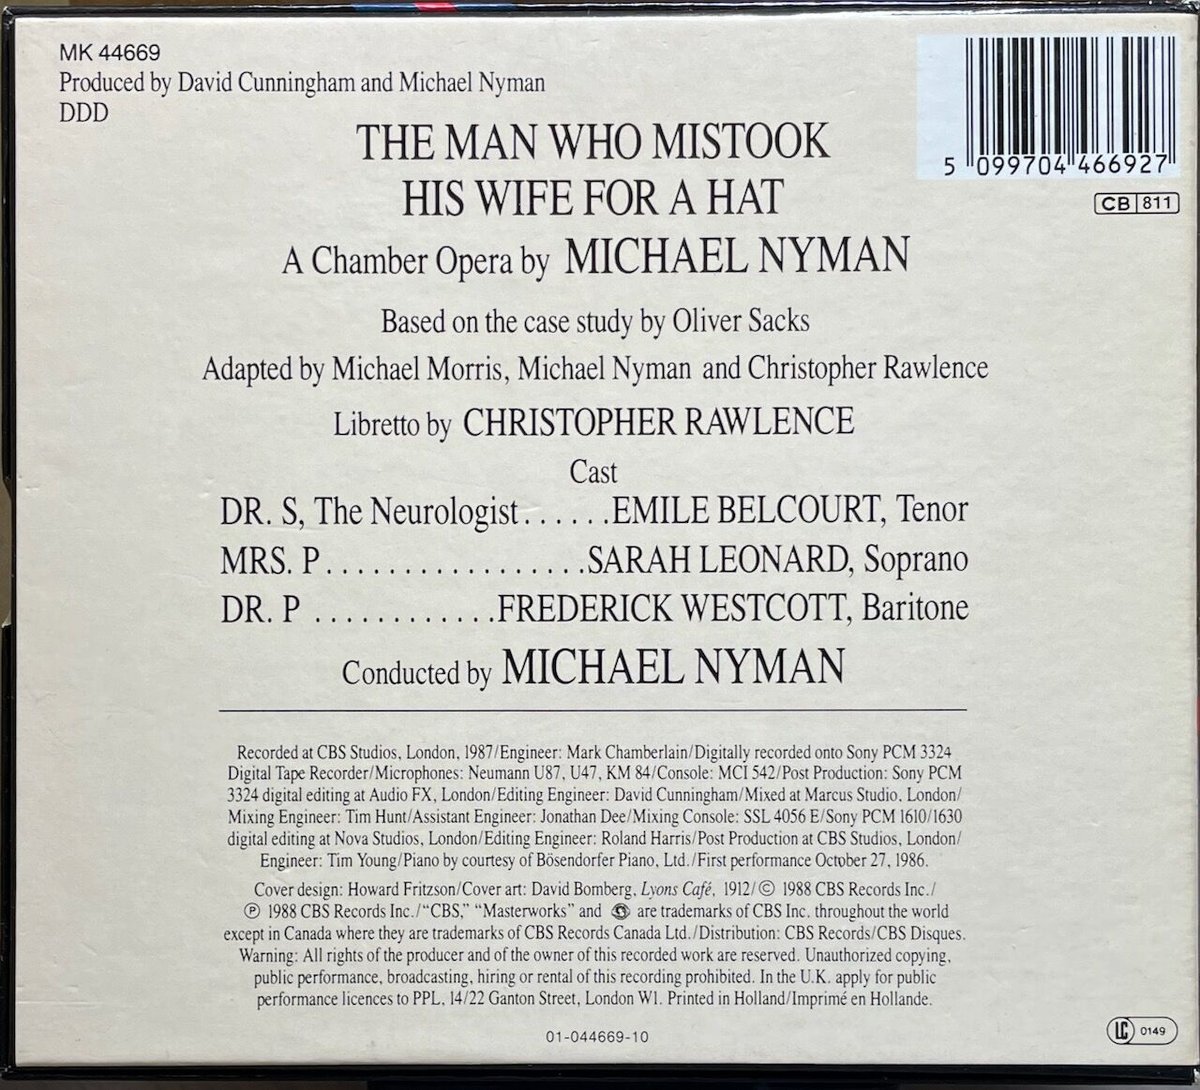 MK 44669
Produced by David Cunningham and Michael Nyman
DDD
5 099704 466927
CB 811
THE MAN WHO MISTOOK
HIS WIFE FOR A HAT
A Chamber Opera by MICHAEL NYMAN
Based on the case study by Oliver Sacks
Adapted by Michael Morris, Michael Nyman and Christopher Rawlence
Libretto by CHRISTOPHER RAWLENCE
Cast
DR. S, The Neurologist......EMILE BELCOURT, Tenor
MRS. P.................SARAH LEONARD, Soprano
DR. P ............FREDERICK WESTCOTT, Baritone
Conducted by MICHAEL NYMAN
Recorded at CBS Studios, London, 1987/Engineer: Mark Chamberlain/Digitally recorded onto Sony PCM 3324
Digital Tape Recorder/Microphones: Neumann U87, U47, KM 84/Console: MCI 542/Post Production: Sony PCM
3324 digital editing at Audio FX, London/Editing Engineer: David Cunningham/Mixed at Marcus Studio, London/
Mixing Engineer: Tim Hunt/Assistant Engineer: Jonathan Dee/Mixing Console: SSL 4056 E/Sony PCM 1610/1630
digital editing at Nova Studios, London/Editing Engineer: Roland Harris/Post Production at CBS Studios, London/
Engineer: Tim Young/Piano by courtesy of Bösendorfer Piano, Ltd./First performance October 27, 1986.
Cover design: Howard Fritzson/Cover art: David Bomberg, Lyons Café, 1912/© 1988 CBS Records Inc./
℗ 1988 CBS Records Inc./“CBS,” “Masterworks” and are trademarks of CBS Inc. throughout the world
except in Canada where they are trademarks of CBS Records Canada Ltd./Distribution: CBS Records/CBS Disques.
Warning: All rights of the producer and of the owner of this recorded work are reserved. Unauthorized copying,
public performance, broadcasting, hiring or rental of this recording prohibited. In the U.K. apply for public
performance licences to PPL, 14/22 Ganton Street, London W1. Printed in Holland/Imprimé en Hollande.
01-044669-10
LC 0149